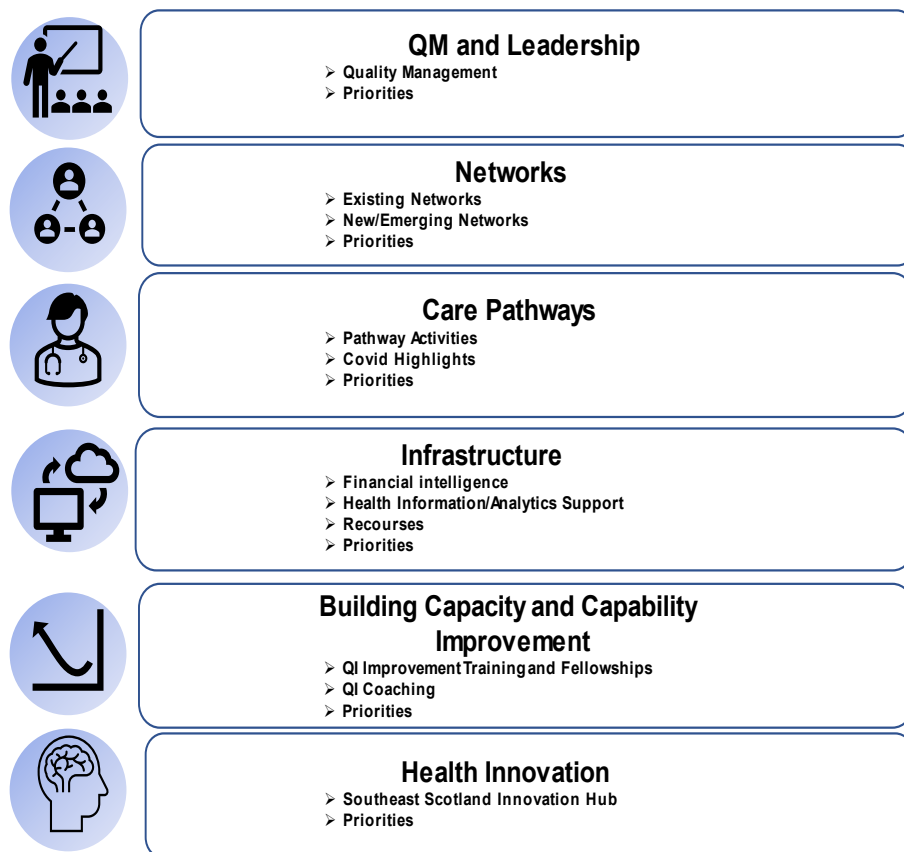 QM and Leadership
➢ Quality Management
➢ Priorities
Networks
➢ Existing Networks
➢ New/Emerging Networks
➢ Priorities
Care Pathways
➢ Pathway Activities
➢ Covid Highlights
➢ Priorities
Infrastructure
➢ Financial intelligence
➢ Health Information/Analytics Support
➢ Recourses
➢ Priorities
Building Capacity and Capability
Improvement
➢ QI Improvement Training and Fellowships
➢ QI Coaching
➢ Priorities
Health Innovation
➢ Southeast Scotland Innovation Hub
➢ Priorities